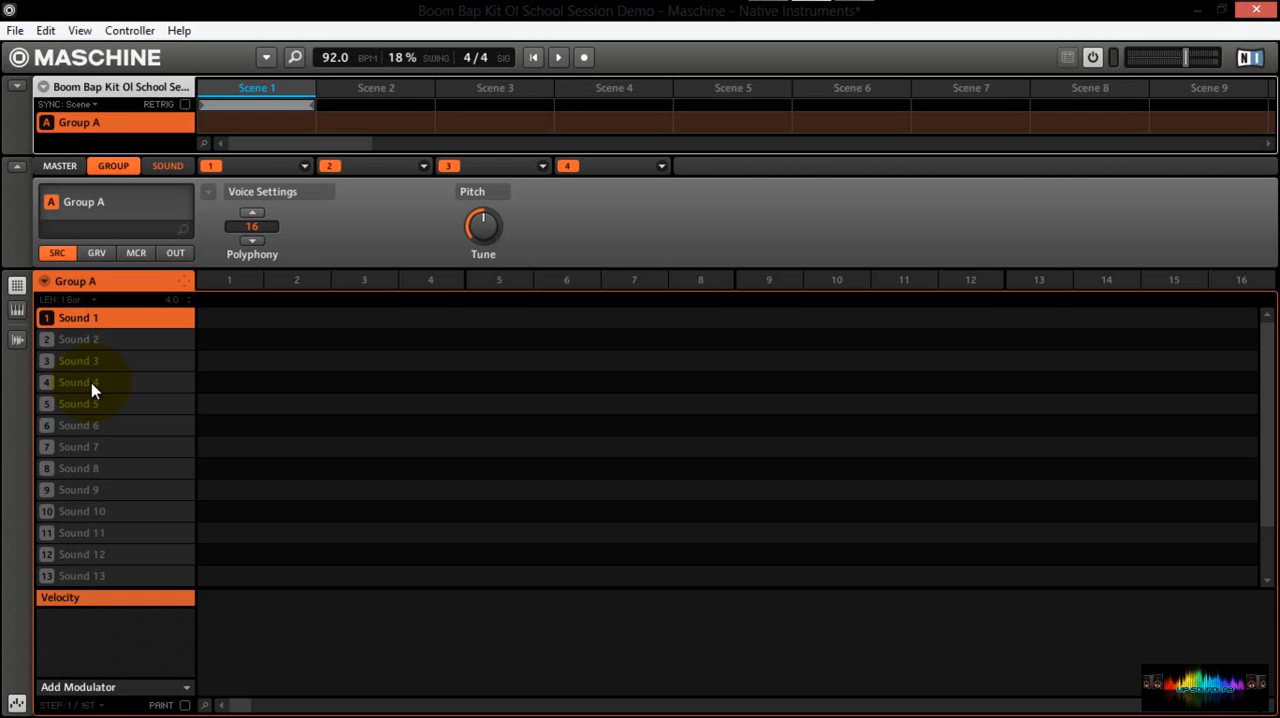 Boom Bap Kit Ol School Session Demo - Maschine - Native Instruments*
File Edit View Controller Help
MASCHINE 92.0 BPM 18 % SWING 4 / 4 SIG NI
Boom Bap Kit Ol School Se... Scene 1 Scene 2 Scene 3 Scene 4 Scene 5 Scene 6 Scene 7 Scene 8 Scene 9
SYNC: Scene RETRIG
A Group A
MASTER GROUP SOUND 1 2 3 4
Voice Settings Pitch
A Group A
16
SRC GRV MCR OUT Polyphony Tune
Group A 1 2 3 4 5 6 7 8 9 10 11 12 13 14 15 16
LEN: 1 Bar 4.0
1 Sound 1
2 Sound 2
3 Sound 3
4 Sound 4
5 Sound 5
6 Sound 6
7 Sound 7
8 Sound 8
9 Sound 9
10 Sound 10
11 Sound 11
12 Sound 12
13 Sound 13
Velocity
Add Modulator
STEP: 1 / 16T PAINT